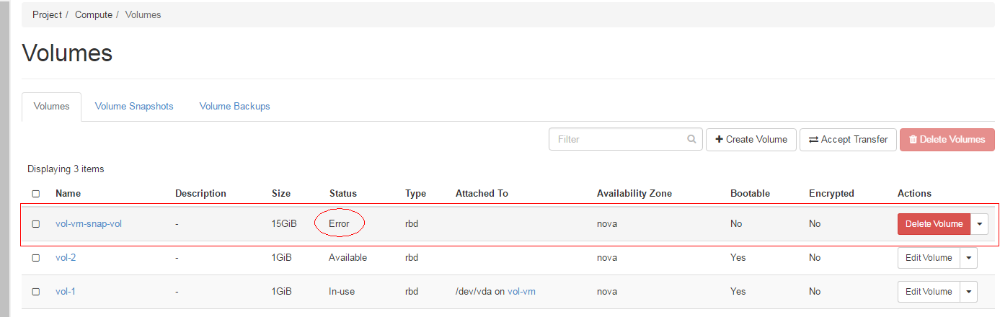 Project / Compute / Volumes
Volumes
Volumes Volume Snapshots Volume Backups
Filter Create Volume Accept Transfer Delete Volumes
Displaying 3 items
Name Description Size Status Type Attached To Availability Zone Bootable Encrypted Actions
vol-vm-snap-vol - 15GiB Error rbd nova No No Delete Volume
vol-2 - 1GiB Available rbd nova Yes No Edit Volume
vol-1 - 1GiB In-use rbd /dev/vda on vol-vm nova Yes No Edit Volume